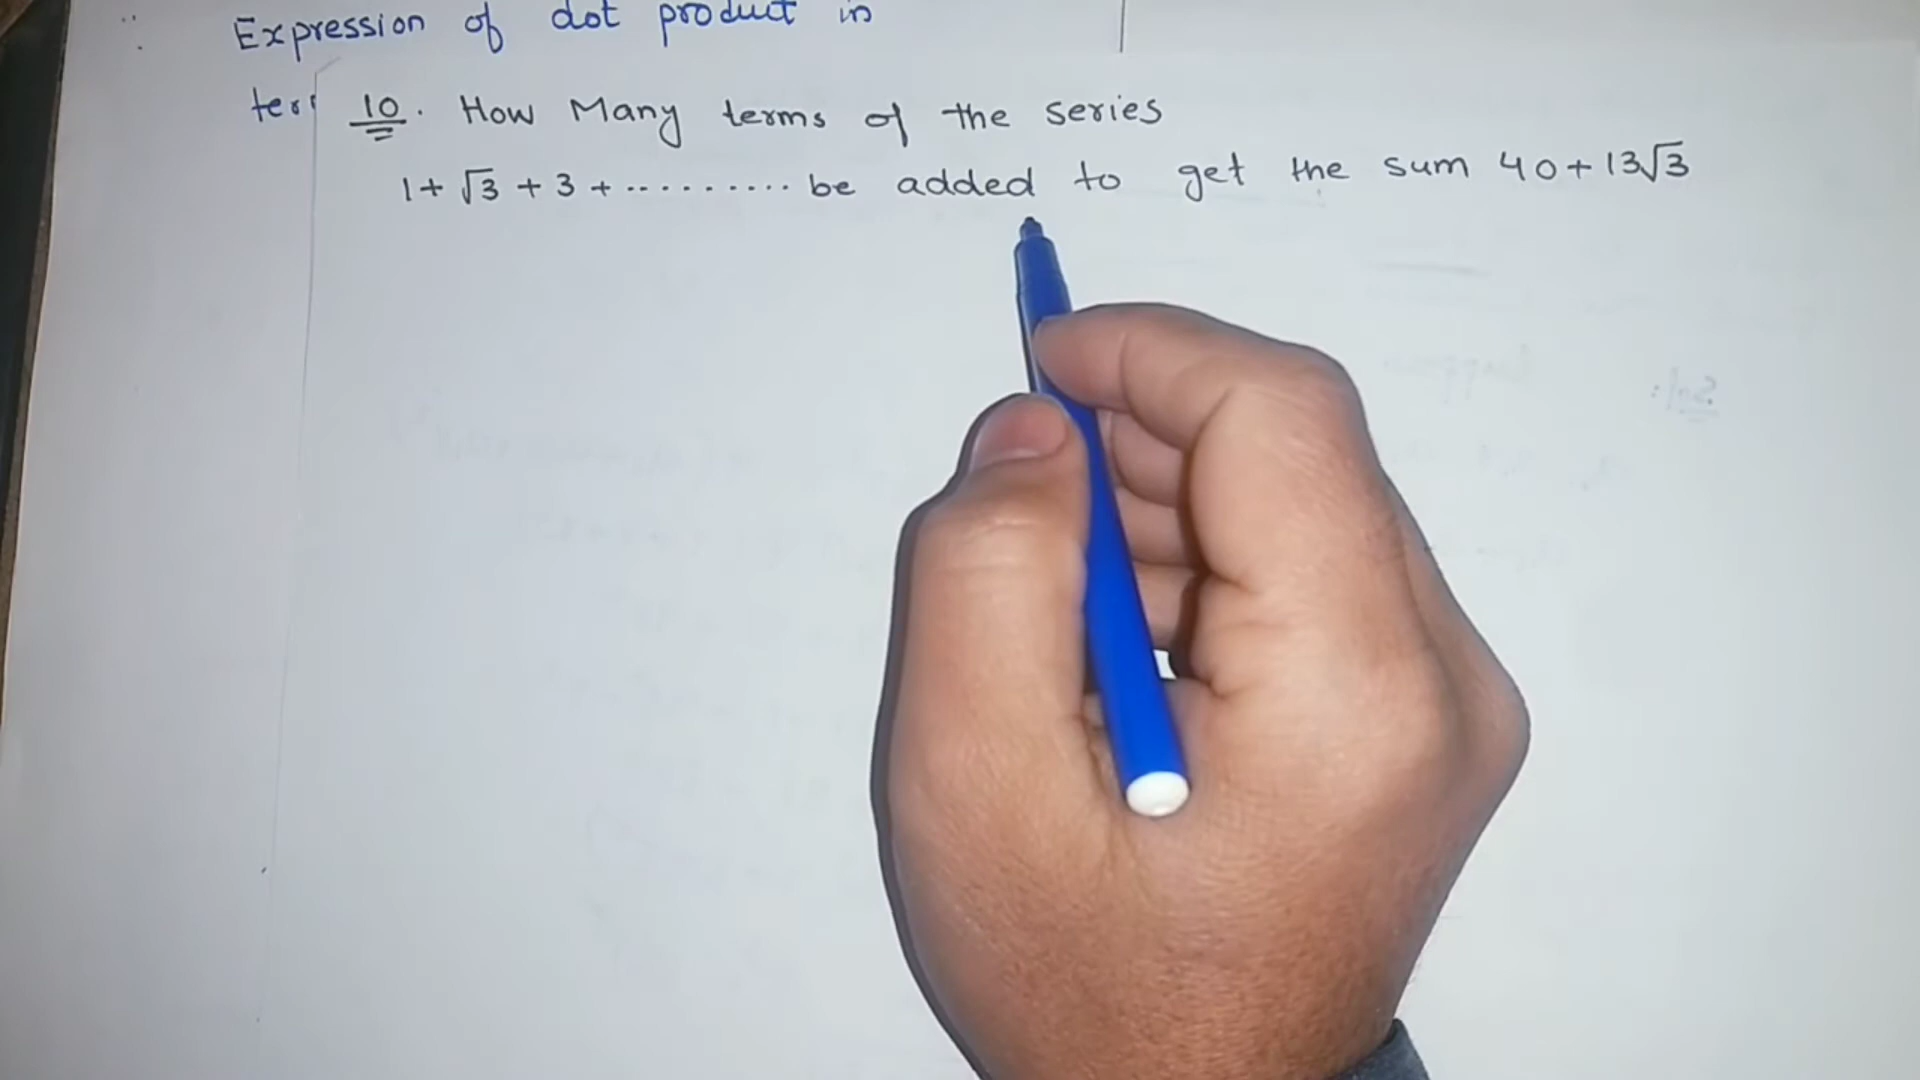 Expression of dot product in
ter
10. How Many terms of the series
1 + √3 + 3 + .......... be added to get the sum 40 + 13√3